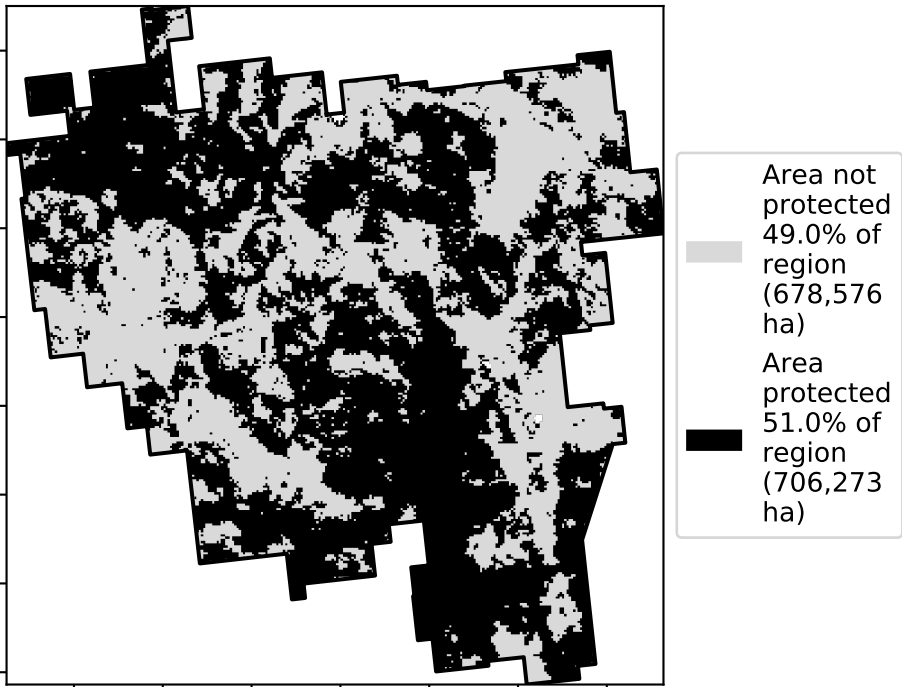 Area not
protected
49.0% of
region
(678,576
ha)
Area
protected
51.0% of
region
(706,273
ha)